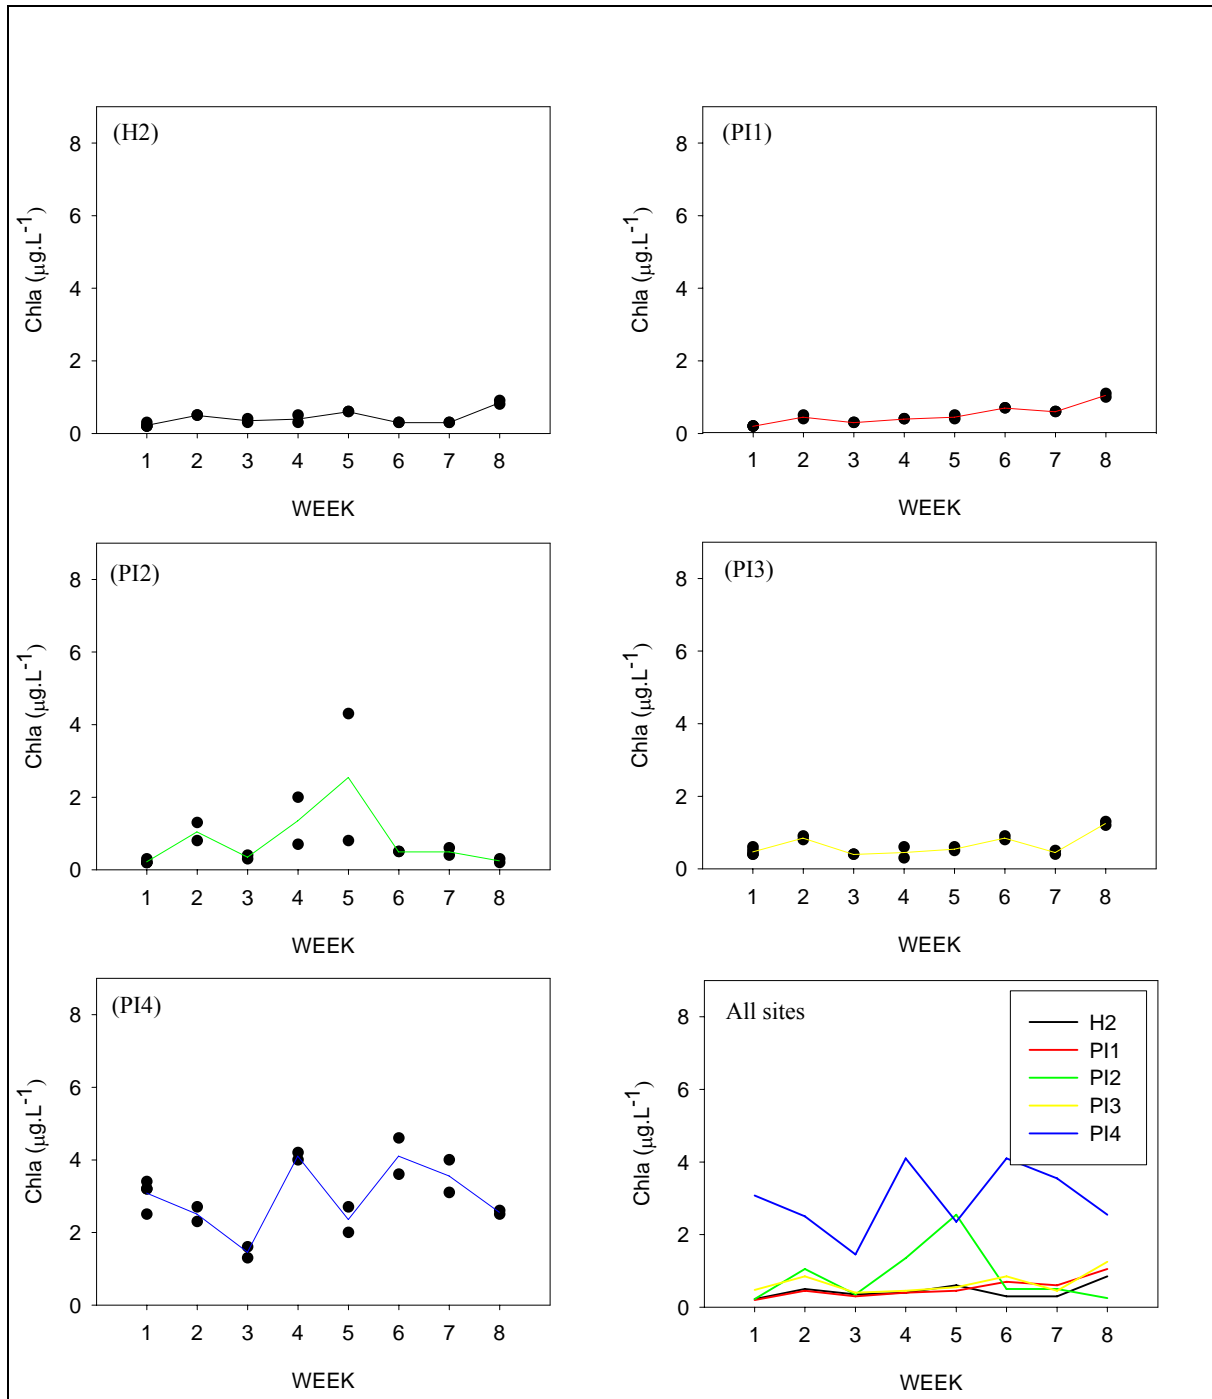 (H2)
8
6
4
2
0
Chla (μg.L-1)
1 2 3 4 5 6 7 8
WEEK
(PI1)
8
6
4
2
0
Chla (μg.L-1)
1 2 3 4 5 6 7 8
WEEK
(PI2)
8
6
4
2
0
Chla (μg.L-1)
1 2 3 4 5 6 7 8
WEEK
(PI3)
8
6
4
2
0
Chla (μg.L-1)
1 2 3 4 5 6 7 8
WEEK
(PI4)
8
6
4
2
0
Chla (μg.L-1)
1 2 3 4 5 6 7 8
WEEK
All sites
H2
PI1
PI2
PI3
PI4
8
6
4
2
0
Chla (μg.L-1)
1 2 3 4 5 6 7 8
WEEK